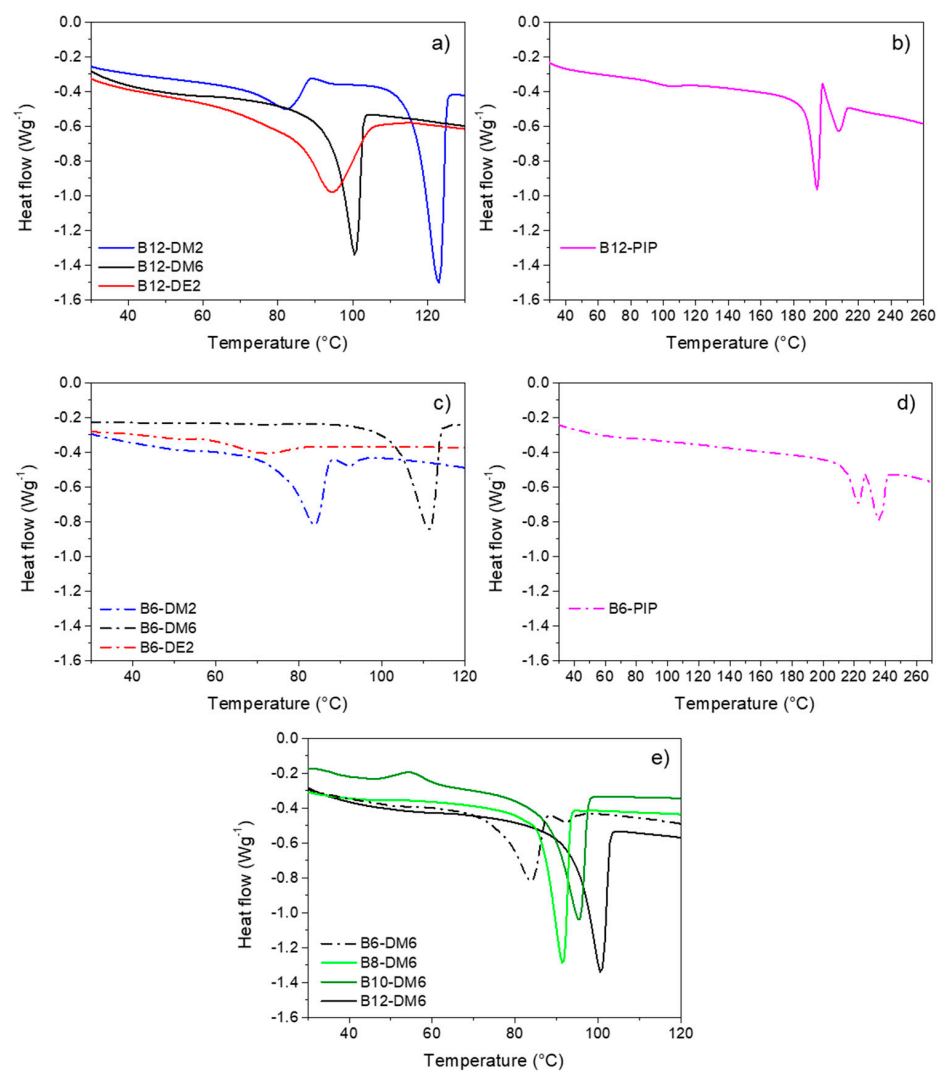 a)
0.0
-0.2
-0.4
-0.6
-0.8
-1.0
-1.2
-1.4
-1.6
Heat flow (Wg-1)
B12-DM2
B12-DM6
B12-DE2
40 60 80 100 120
Temperature (°C)
b)
0.0
-0.2
-0.4
-0.6
-0.8
-1.0
-1.2
-1.4
-1.6
Heat flow (Wg-1)
B12-PIP
40 60 80 100 120 140 160 180 200 220 240 260
Temperature (°C)
c)
0.0
-0.2
-0.4
-0.6
-0.8
-1.0
-1.2
-1.4
-1.6
Heat flow (Wg-1)
B6-DM2
B6-DM6
B6-DE2
40 60 80 100 120
Temperature (°C)
d)
0.0
-0.2
-0.4
-0.6
-0.8
-1.0
-1.2
-1.4
-1.6
Heat flow (Wg-1)
B6-PIP
40 60 80 100 120 140 160 180 200 220 240 260
Temperature (°C)
e)
0.0
-0.2
-0.4
-0.6
-0.8
-1.0
-1.2
-1.4
-1.6
Heat flow (Wg-1)
B6-DM6
B8-DM6
B10-DM6
B12-DM6
40 60 80 100 120
Temperature (°C)